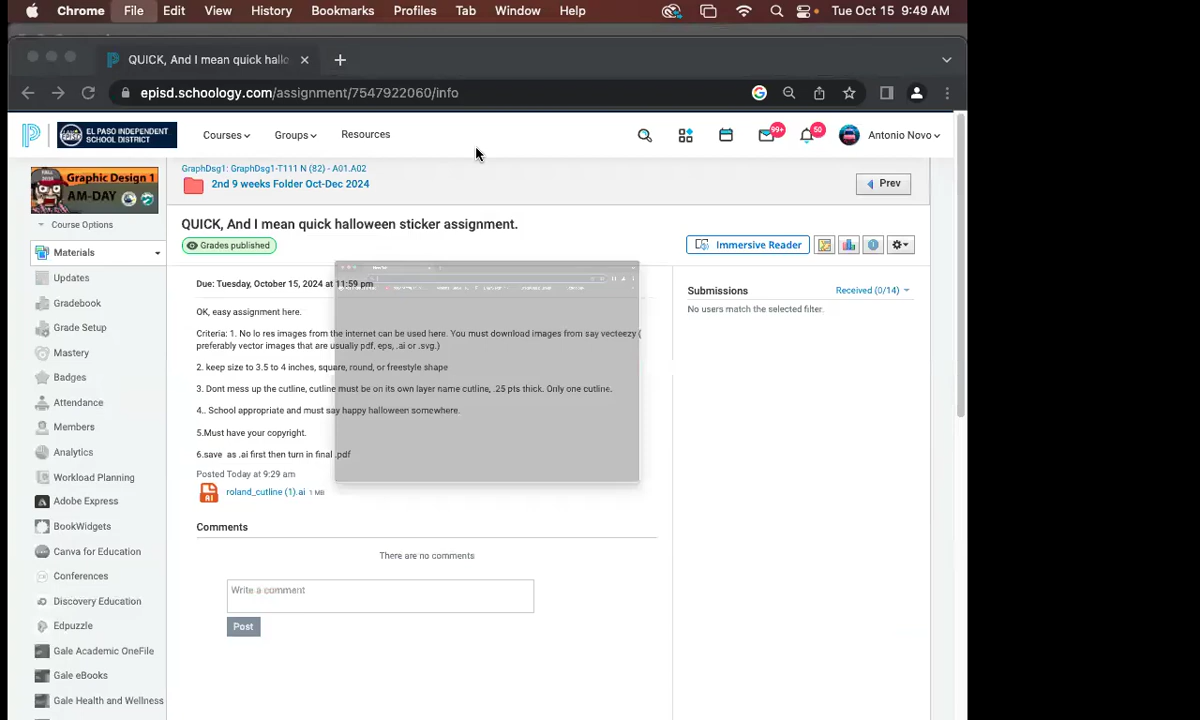 Chrome File Edit View History Bookmarks Profiles Tab Window Help Tue Oct 15 9:49 AM
QUICK, And I mean quick hallo
episd.schoology.com/assignment/7547922060/info
EL PASO INDEPENDENT
SCHOOL DISTRICT
Courses Groups Resources 99+ 50 Antonio Novo
Graphic Design 1
AM-DAY
GraphDsg1: GraphDsg1-T111 N (82) - A01.A02
2nd 9 weeks Folder Oct-Dec 2024
Prev
Course Options
QUICK, And I mean quick halloween sticker assignment.
Grades published
Immersive Reader
Materials
Updates
Gradebook
Grade Setup
Mastery
Badges
Attendance
Members
Analytics
Workload Planning
Adobe Express
BookWidgets
Canva for Education
Conferences
Discovery Education
Edpuzzle
Gale Academic OneFile
Gale eBooks
Gale Health and Wellness
Due: Tuesday, October 15, 2024 at 11:59 pm
OK, easy assignment here.
Criteria: 1. No lo res images from the internet can be used here. You must download images from say vecteezy (
preferably vector images that are usually pdf. eps, .ai or .svg.)
2. keep size to 3.5 to 4 inches, square, round, or freestyle shape
3. Dont mess up the cutline, cutline must be on its own layer name cutline, .25 pts thick. Only one cutline.
4.. School appropriate and must say happy halloween somewhere.
5.Must have your copyright.
6.save as .ai first then turn in final .pdf
Posted Today at 9:29 am
roland_cutline (1).ai 1 MB
Comments
There are no comments
Write a comment
Post
Submissions
Received (0/14)
No users match the selected filter.